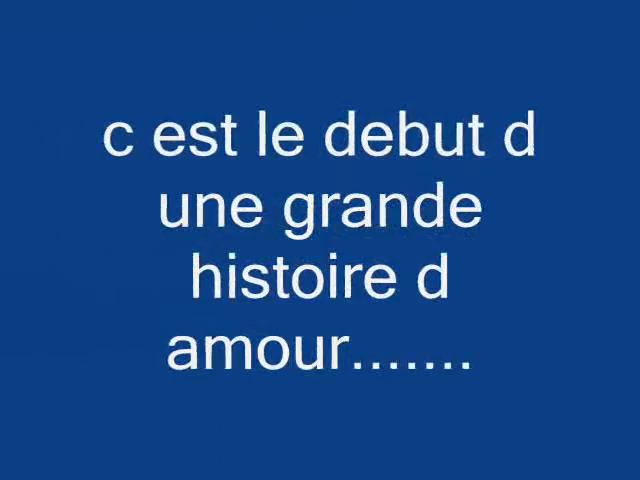 c est le debut d
une grande
histoire d
amour.......